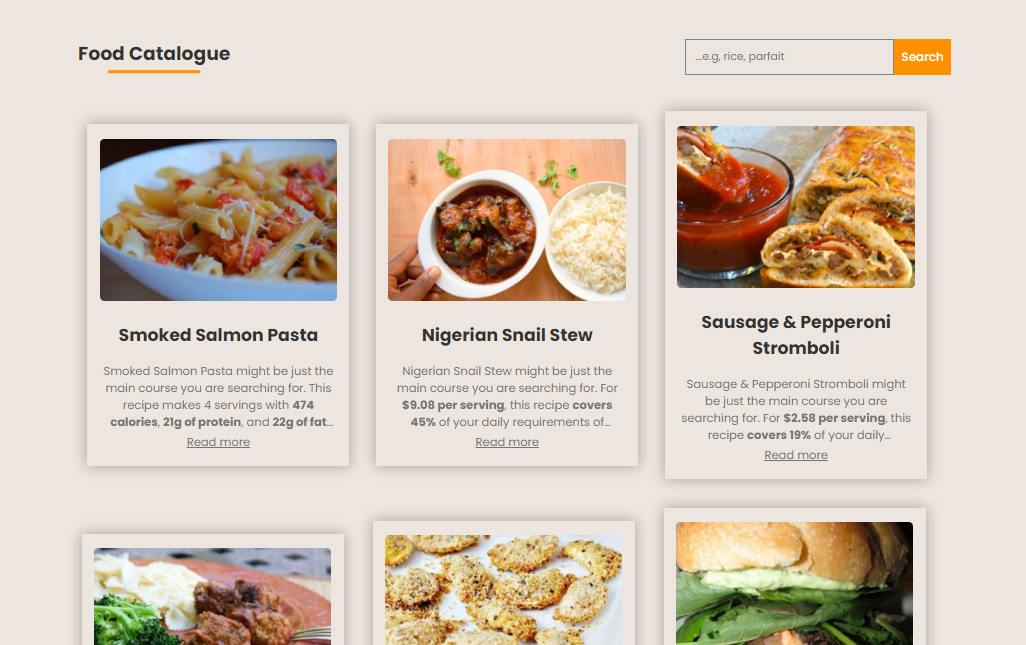 Food Catalogue
...e.g, rice, parfait
Search
Smoked Salmon Pasta
Smoked Salmon Pasta might be just the
main course you are searching for. This
recipe makes 4 servings with 474
calories, 21g of protein, and 22g of fat...
Read more
Nigerian Snail Stew
Nigerian Snail Stew might be just the
main course you are searching for. For
$9.08 per serving, this recipe covers
45% of your daily requirements of...
Read more
Sausage & Pepperoni
Stromboli
Sausage & Pepperoni Stromboli might
be just the main course you are
searching for. For $2.58 per serving, this
recipe covers 19% of your daily...
Read more